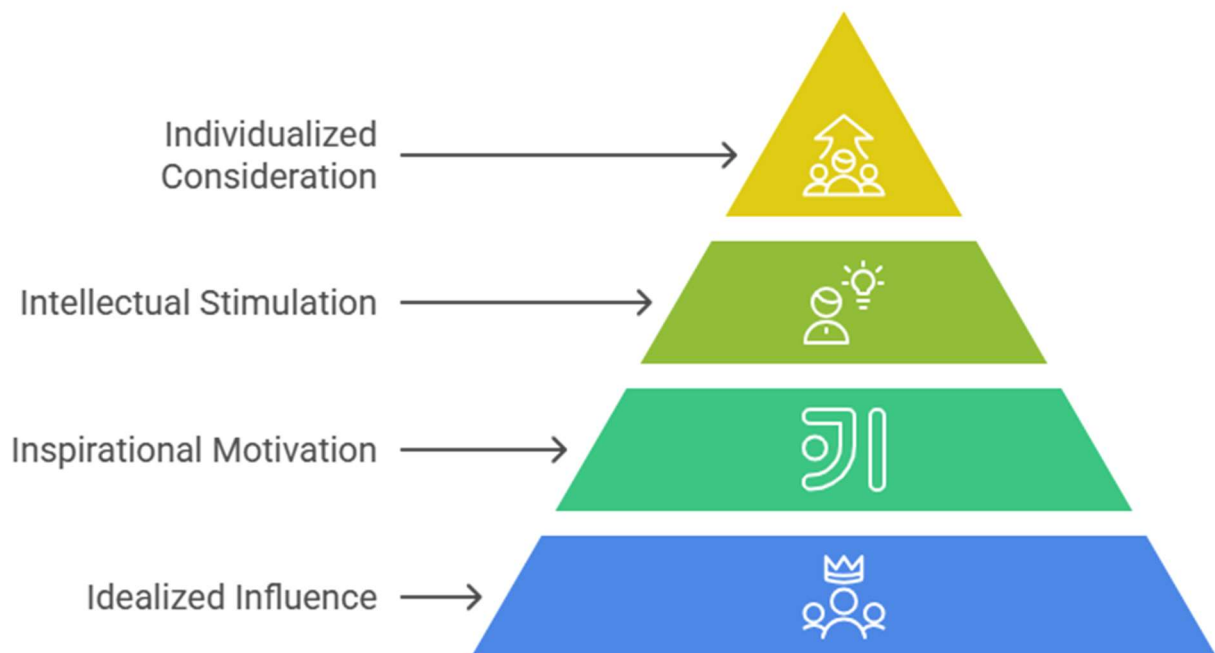 Individualized
Consideration
Intellectual Stimulation
Inspirational Motivation
Idealized Influence